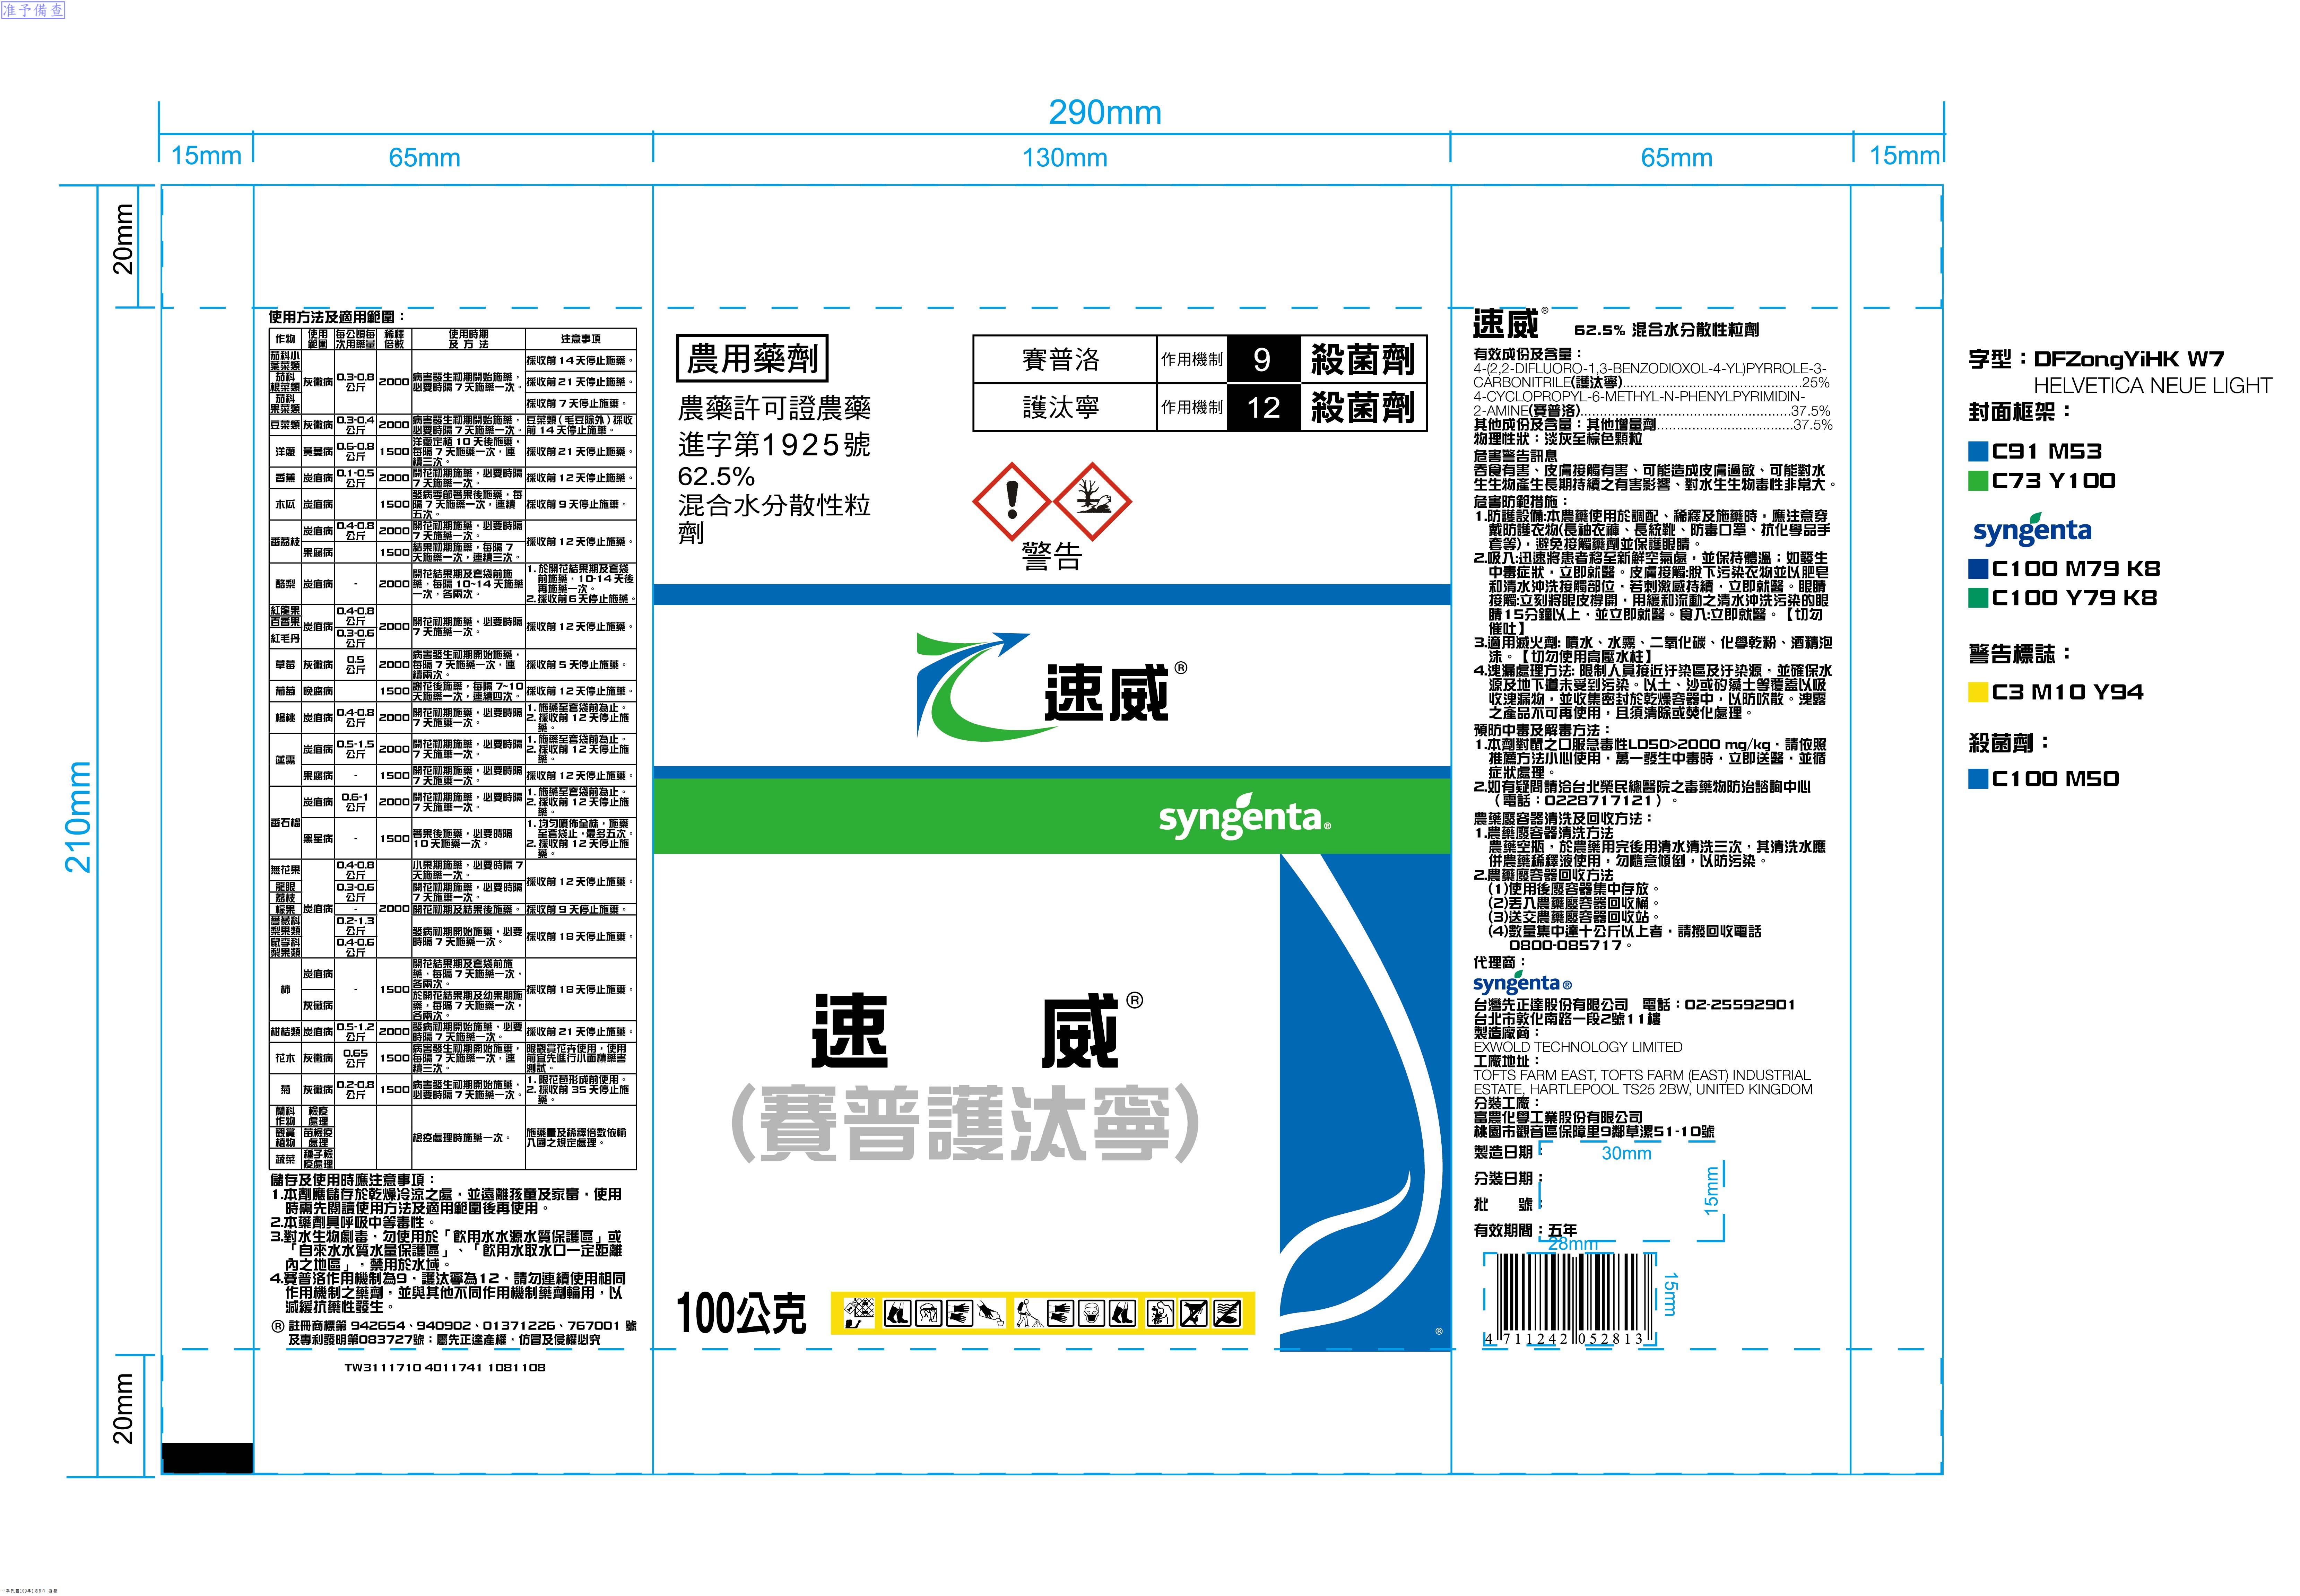 准予備查
290mm
15mm
65mm
130mm
65mm
15mm
20mm
210mm
20mm
使用方法及適用範圍：
作物 使用範圍 每公頃每次用藥量 稀釋倍數 使用時期及方法 注意事項
茄科小葉菜類 灰黴病 0.3-0.8公斤 2000 病害發生初期開始施藥，必要時隔7天施藥一次。 採收前14天停止施藥。
茄科根菜類 採收前21天停止施藥。
茄科果菜類 採收前7天停止施藥。
豆菜類 灰黴病 0.3-0.4公斤 2000 病害發生初期開始施藥，必要時隔7天施藥一次。 豆菜類（毛豆除外）採收前14天停止施藥。
洋蔥 黃萎病 0.6-0.8公斤 1500 洋蔥定植10天後施藥，每隔7天施藥一次，連續三次。 採收前21天停止施藥。
香蕉 炭疽病 0.1-0.5公斤 2000 開花初期施藥，必要時隔7天施藥一次。 採收前12天停止施藥。
木瓜 炭疽病 1500 發病季節著果後施藥，每隔7天施藥一次，連續五次。 採收前9天停止施藥。
番荔枝 炭疽病 0.4-0.8公斤 2000 開花初期施藥，必要時隔7天施藥一次。 採收前12天停止施藥。
果腐病 1500 結果初期施藥，每隔7天施藥一次，連續三次。
酪梨 炭疽病 - 2000 開花結果期及套袋前施藥，每隔10~14天施藥一次，各兩次。 1.於開花結果期及套袋前施藥，10-14天後再施藥一次。 2.採收前6天停止施藥。
紅龍果 百香果 炭疽病 0.4-0.8公斤 2000 開花初期施藥，必要時隔7天施藥一次。 採收前12天停止施藥。
紅毛丹 0.3-0.6公斤
草莓 灰黴病 0.5公斤 2000 病害發生初期開始施藥，每隔7天施藥一次，連續兩次。 採收前5天停止施藥。
葡萄 晚腐病 1500 謝花後施藥，每隔7~10天施藥一次，連續四次。 採收前12天停止施藥。
楊桃 炭疽病 0.4-0.8公斤 2000 開花初期施藥，必要時隔7天施藥一次。 1.施藥至套袋前為止。 2.採收前12天停止施藥。
蓮霧 炭疽病 0.5-1.5公斤 2000 開花初期施藥，必要時隔7天施藥一次。 1.施藥至套袋前為止。 2.採收前12天停止施藥。
果腐病 - 1500 開花初期施藥，必要時隔7天施藥一次。 採收前12天停止施藥。
番石榴 炭疽病 0.6-1公斤 2000 開花初期施藥，必要時隔7天施藥一次。 1.施藥至套袋前為止。 2.採收前12天停止施藥。
黑星病 - 1500 著果後施藥，必要時隔10天施藥一次。 1.均勻噴佈全株，施藥至套袋止，最多五次。 2.採收前12天停止施藥。
無花果 炭疽病 0.4-0.8公斤 2000 小果期施藥，必要時隔7天施藥一次。 採收前12天停止施藥。
龍眼 荔枝 0.3-0.6公斤 開花初期施藥，必要時隔7天施藥一次。
檬果 - 開花初期及結果後施藥。 採收前9天停止施藥。
薔薇科梨果類 0.2-1.3公斤 發病初期開始施藥，必要時隔7天施藥一次。 採收前18天停止施藥。
鼠李科梨果類 0.4-0.6公斤
柿 炭疽病 - 1500 開花結果期及套袋前施藥，每隔7天施藥一次，各兩次。 採收前18天停止施藥。
灰黴病 於開花結果期及幼果期施藥，每隔7天施藥一次，各兩次。
柑桔類 炭疽病 0.5-1.2公斤 2000 發病初期開始施藥，必要時隔7天施藥一次。 採收前21天停止施藥。
花木 灰黴病 0.65公斤 1500 病害發生初期開始施藥，每隔7天施藥一次，連續三次。 限觀賞花卉使用，使用前宜先進行小面積藥害測試。
菊 灰黴病 0.2-0.8公斤 1500 病害發生初期開始施藥，必要時隔7天施藥一次。 1.限花苞形成前使用。 2.採收前35天停止施藥。
蘭科作物 檢疫處理 檢疫處理時施藥一次。 施藥量及稀釋倍數依輸入國之規定處理。
觀賞植物 苗檢疫處理
蔬菜 種子檢疫處理
儲存及使用時應注意事項：
1.本劑應儲存於乾燥冷涼之處，並遠離孩童及家畜，使用
時需先閱讀使用方法及適用範圍後再使用。
2.本藥劑具呼吸中等毒性。
3.對水生物劇毒，勿使用於「飲用水水源水質保護區」或
「自來水水質水量保護區」、「飲用水取水口一定距離
內之地區」，禁用於水域。
4.賽普洛作用機制為9，護汰寧為12，請勿連續使用相同
作用機制之藥劑，並與其他不同作用機制藥劑輪用，以
減緩抗藥性發生。
® 註冊商標第 942654、940902、01371226、767001 號
及專利發明第083727號；屬先正達產權，仿冒及侵權必究
TW3111710 4011741 1081108
農用藥劑
農藥許可證農藥
進字第1925號
62.5%
混合水分散性粒
劑
賽普洛 作用機制 9 殺菌劑
護汰寧 作用機制 12 殺菌劑
警告
速威®
syngenta®
速 威®
(賽普護汰寧)
100公克
®
速威® 62.5% 混合水分散性粒劑
有效成份及含量：
4-(2,2-DIFLUORO-1,3-BENZODIOXOL-4-YL)PYRROLE-3-
CARBONITRILE(護汰寧)..............................................25%
4-CYCLOPROPYL-6-METHYL-N-PHENYLPYRIMIDIN-
2-AMINE(賽普洛)......................................................37.5%
其他成份及含量：其他增量劑...................................37.5%
物理性狀：淡灰至棕色顆粒
危害警告訊息
吞食有害、皮膚接觸有害、可能造成皮膚過敏、可能對水
生生物產生長期持續之有害影響、對水生生物毒性非常大。
危害防範措施：
1.防護設備:本農藥使用於調配、稀釋及施藥時，應注意穿
戴防護衣物(長袖衣褲、長統靴、防毒口罩、抗化學品手
套等)，避免接觸藥劑並保護眼睛。
2.吸入:迅速將患者移至新鮮空氣處，並保持體溫；如發生
中毒症狀，立即就醫。皮膚接觸:脫下污染衣物並以肥皂
和清水沖洗接觸部位，若刺激感持續，立即就醫。眼睛
接觸:立刻將眼皮撐開，用緩和流動之清水沖洗污染的眼
睛15分鐘以上，並立即就醫。食入:立即就醫。【切勿
催吐】
3.適用滅火劑: 噴水、水霧、二氧化碳、化學乾粉、酒精泡
沫。【切勿使用高壓水柱】
4.洩漏處理方法: 限制人員接近汙染區及汙染源，並確保水
源及地下道未受到污染。以土、沙或矽藻土等覆蓋以吸
收洩漏物，並收集密封於乾燥容器中，以防吹散。洩露
之產品不可再使用，且須清除或焚化處理。
預防中毒及解毒方法：
1.本劑對鼠之口服急毒性LD50>2000 mg/kg，請依照
推薦方法小心使用，萬一發生中毒時，立即送醫，並循
症狀處理。
2.如有疑問請洽台北榮民總醫院之毒藥物防治諮詢中心
（電話：0228717121）。
農藥廢容器清洗及回收方法：
1.農藥廢容器清洗方法
農藥空瓶，於農藥用完後用清水清洗三次，其清洗水應
併農藥稀釋液使用，勿隨意傾倒，以防污染。
2.農藥廢容器回收方法
(1)使用後廢容器集中存放。
(2)丟入農藥廢容器回收桶。
(3)送交農藥廢容器回收站。
(4)數量集中達十公斤以上者，請撥回收電話
0800-085717。
代理商：
syngenta®
台灣先正達股份有限公司 電話：02-25592901
台北市敦化南路一段2號11樓
製造廠商：
EXWOLD TECHNOLOGY LIMITED
工廠地址：
TOFTS FARM EAST, TOFTS FARM (EAST) INDUSTRIAL
ESTATE, HARTLEPOOL TS25 2BW, UNITED KINGDOM
分裝工廠：
富農化學工業股份有限公司
桃園市觀音區保障里9鄰草漯51-10號
製造日期：
30mm
15mm
分裝日期：
批 號：
有效期間：五年
28mm
15mm
4 711242 052813
字型：DFZongYiHK W7
HELVETICA NEUE LIGHT
封面框架：
C91 M53
C73 Y100
syngenta
C100 M79 K8
C100 Y79 K8
警告標誌：
C3 M10 Y94
殺菌劑：
C100 M50